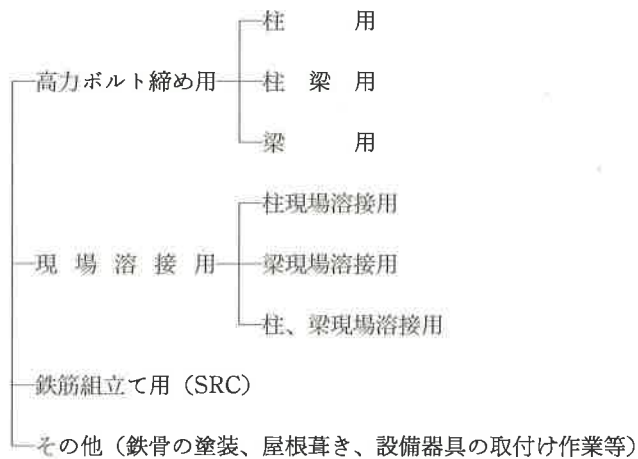 柱 用
高力ボルト締め用 柱 梁 用
梁 用
柱現場溶接用
現場溶接用 梁現場溶接用
柱、梁現場溶接用
鉄筋組立て用（SRC）
その他（鉄骨の塗装、屋根葺き、設備器具の取付け作業等）